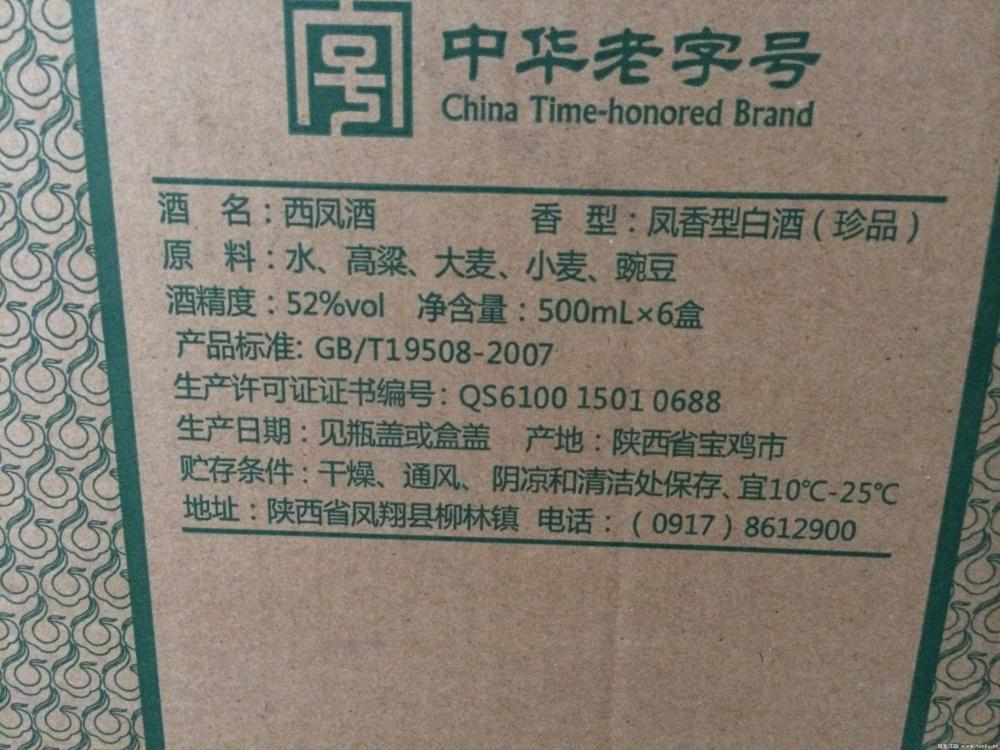 中华老字号
China Time-honored Brand
酒 名：西凤酒 香 型：凤香型白酒（珍品）
原 料：水、高粱、大麦、小麦、豌豆
酒精度：52%vol 净含量：500mL×6盒
产品标准: GB/T19508-2007
生产许可证证书编号: QS6100 1501 0688
生产日期：见瓶盖或盒盖 产地：陕西省宝鸡市
贮存条件：干燥、通风、阴凉和清洁处保存、宜10℃-25℃
地址：陕西省凤翔县柳林镇 电话：（0917）8612900